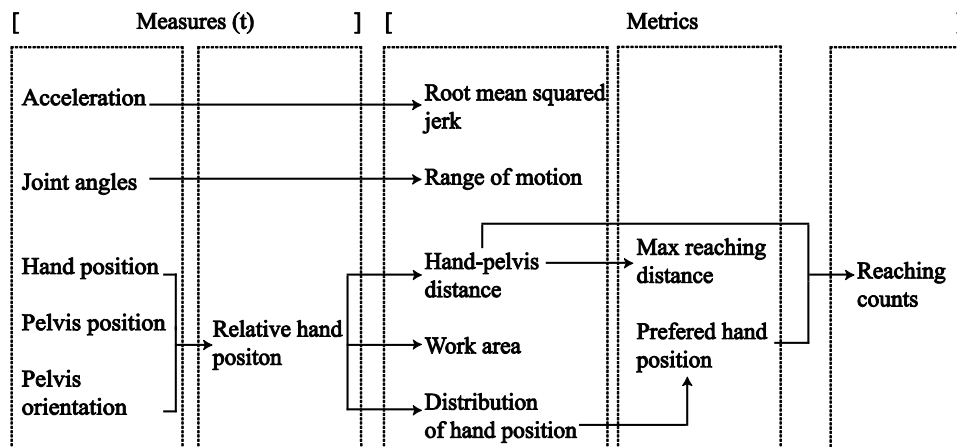 [ Measures (t) ] [ Metrics ]
Acceleration
Joint angles
Hand position
Pelvis position
Pelvis
orientation
Relative hand
positon
Root mean squared
jerk
Range of motion
Hand-pelvis
distance
Work area
Distribution
of hand position
Max reaching
distance
Prefered hand
position
Reaching
counts